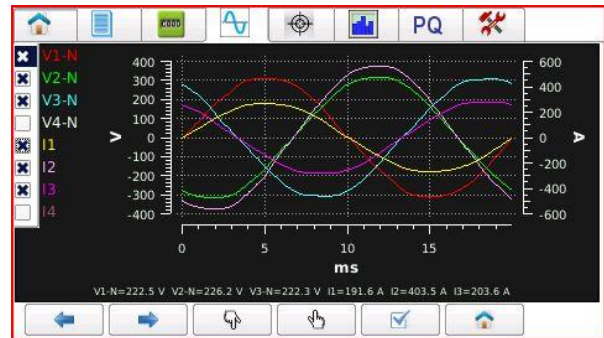 PQ
V1-N
V2-N
V3-N
V4-N
I1
I2
I3
I4
400
300
200
100
0
-100
-200
-300
-400
V
600
400
200
0
-200
-400
-600
A
0 5 10 15
ms
V1-N=222.5 V V2-N=226.2 V V3-N=222.3 V I1=191.6 A I2=403.5 A I3=203.6 A